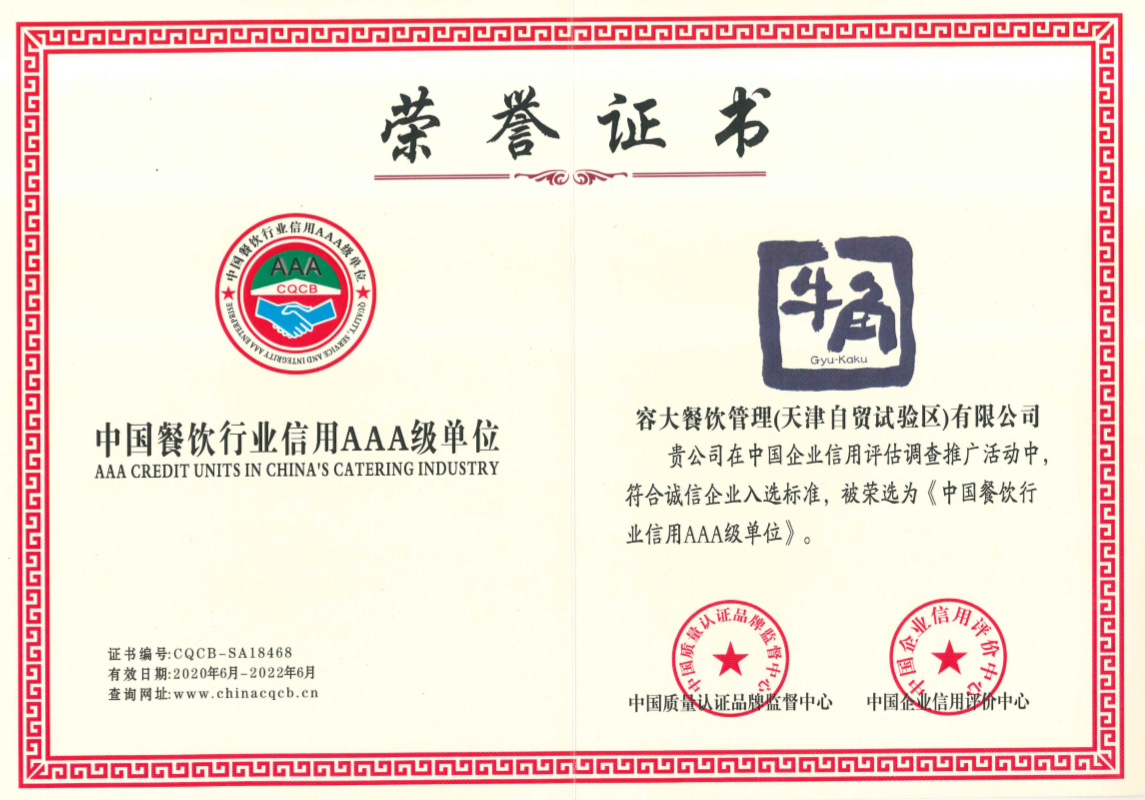 荣誉证书
中国餐饮行业信用AAA级单位
AAA
CQCB
QUALITY, SERVICE AND INTEGRITY AAA ENTERPRISE
中国餐饮行业信用AAA级单位
AAA CREDIT UNITS IN CHINA'S CATERING INDUSTRY
证书编号:CQCB-SA18468
有效日期:2020年6月-2022年6月
查询网址:www.chinacqcb.cn
牛角
Gyu-Kaku
容大餐饮管理(天津自贸试验区)有限公司
贵公司在中国企业信用评估调查推广活动中，
符合诚信企业入选标准，被荣选为《中国餐饮行
业信用AAA级单位》。
中国质量认证品牌监督中心
中国质量认证品牌监督中心
中国企业信用评价中心
中国企业信用评价中心